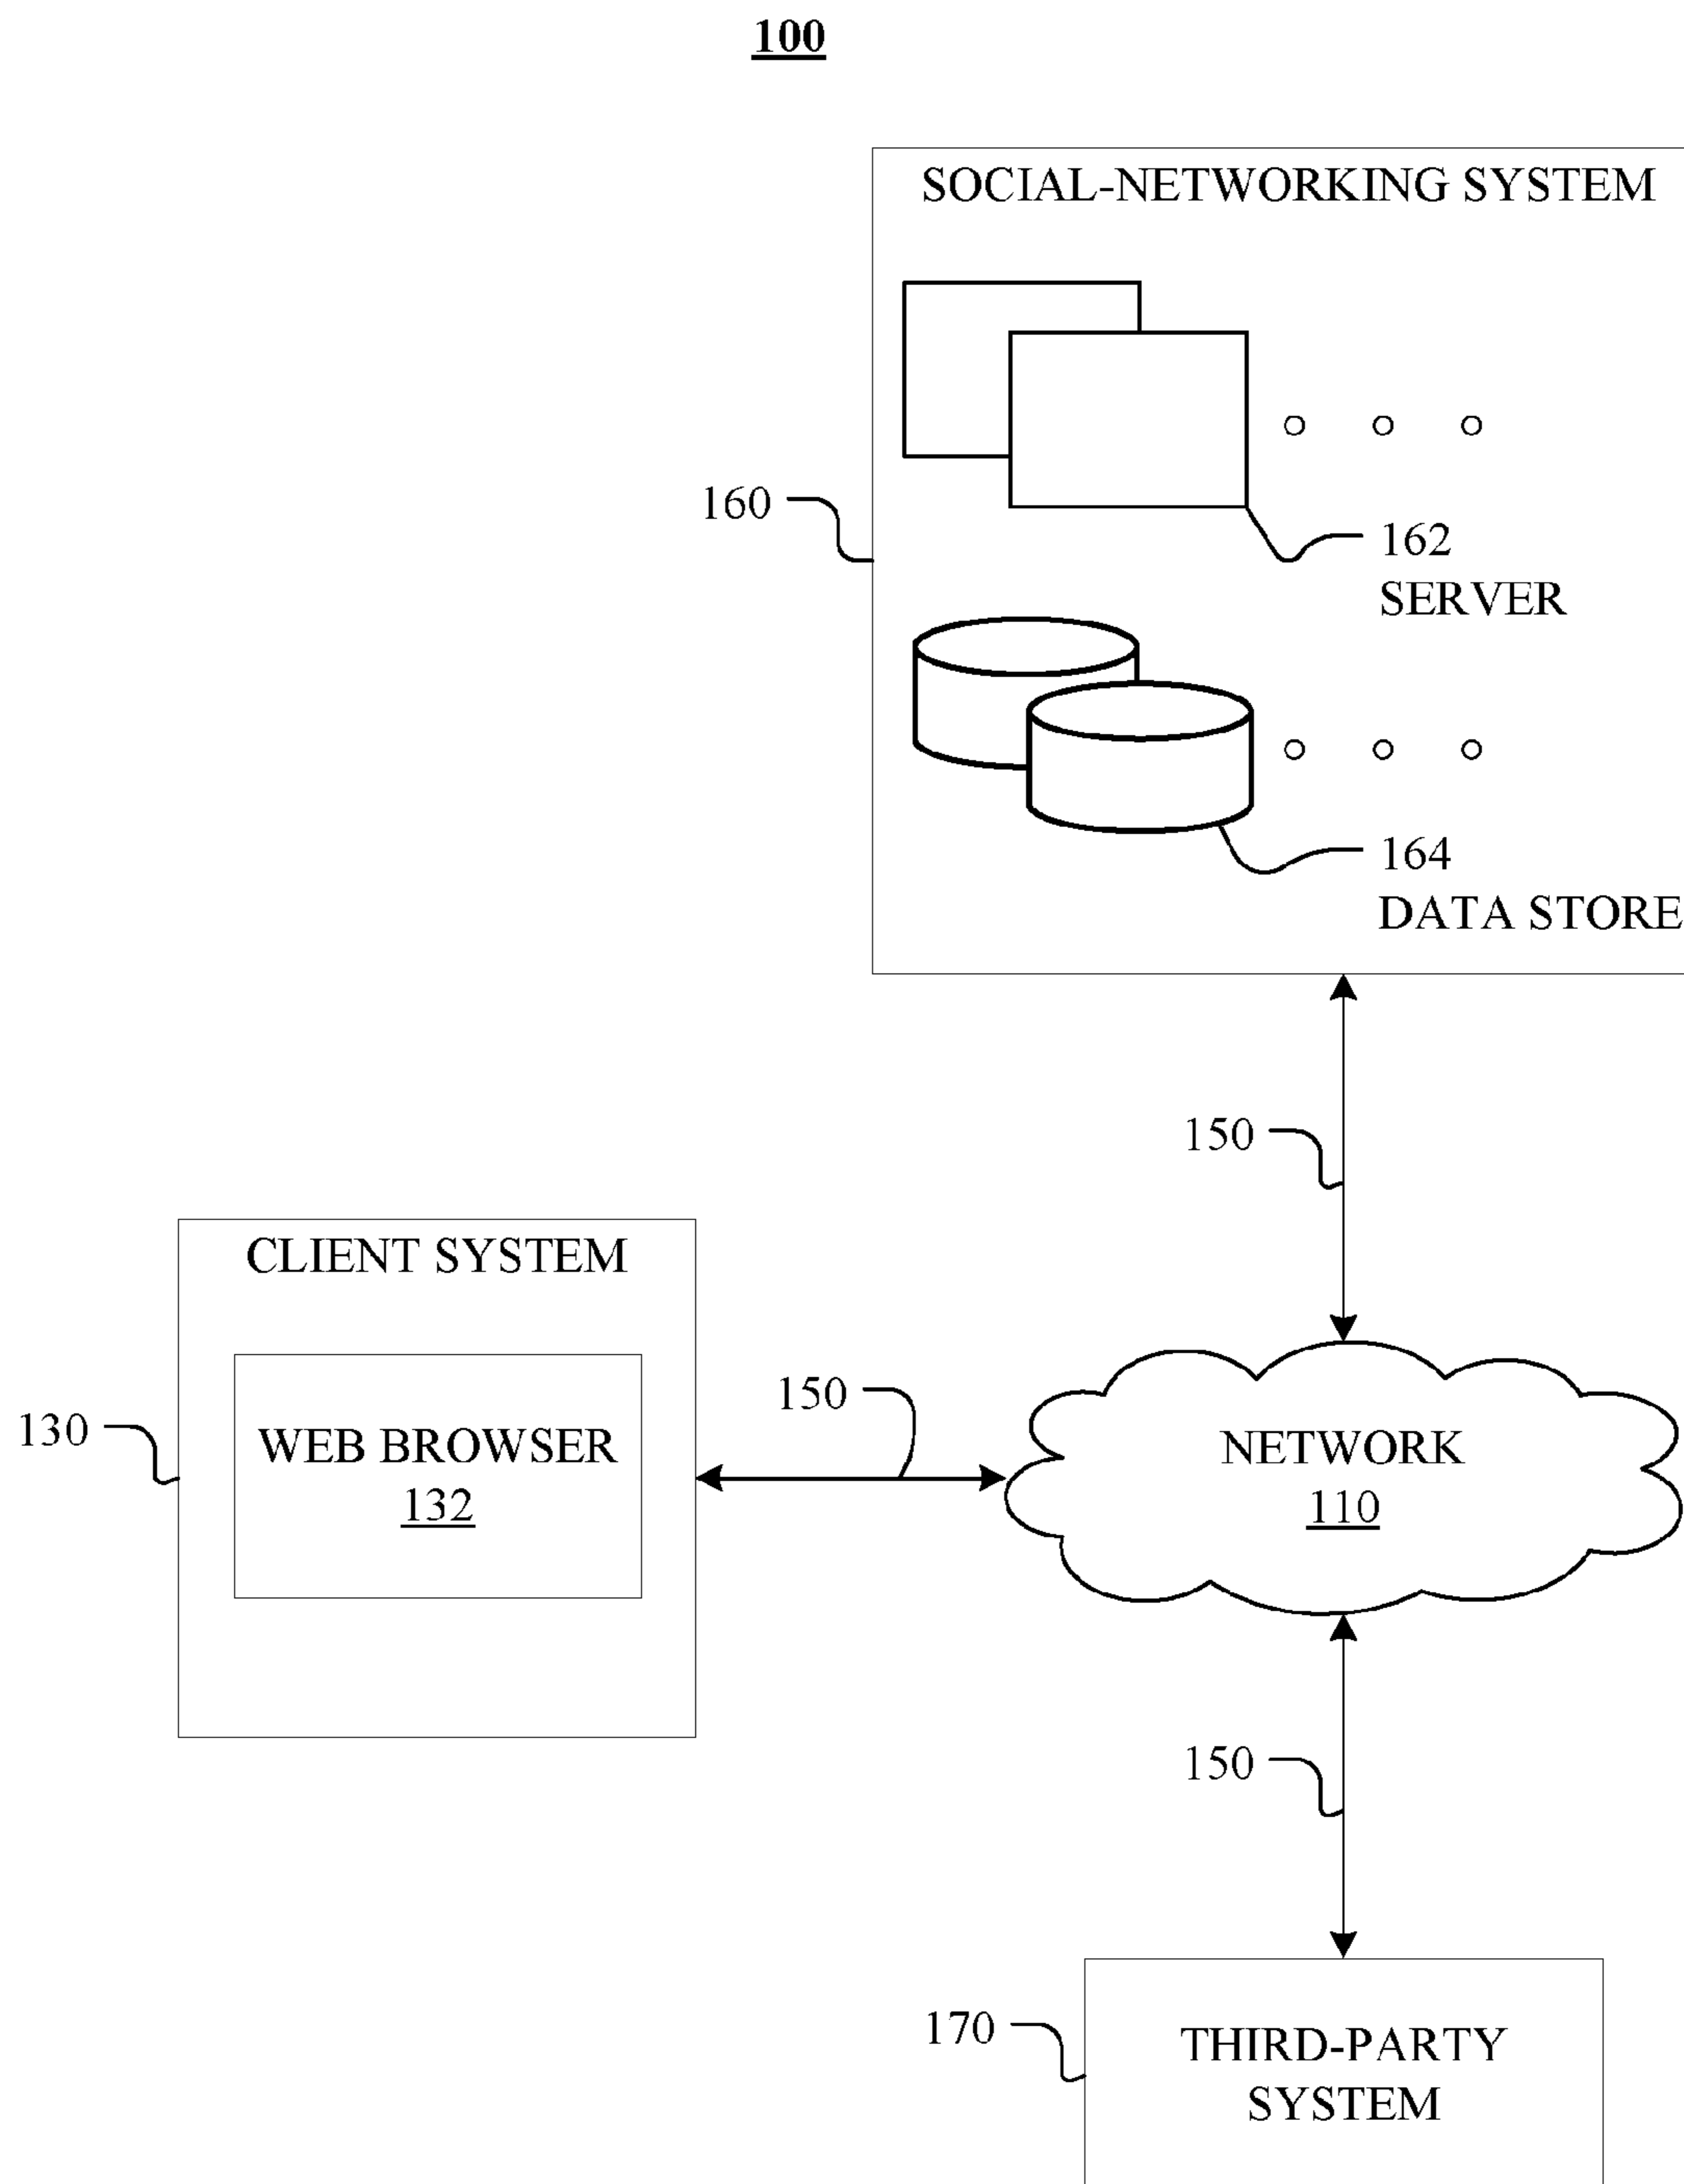 100
SOCIAL-NETWORKING SYSTEM
160
162
SERVER
164
DATA STORE
150
CLIENT SYSTEM
130
WEB BROWSER
132
150
NETWORK
110
150
170
THIRD-PARTY
SYSTEM